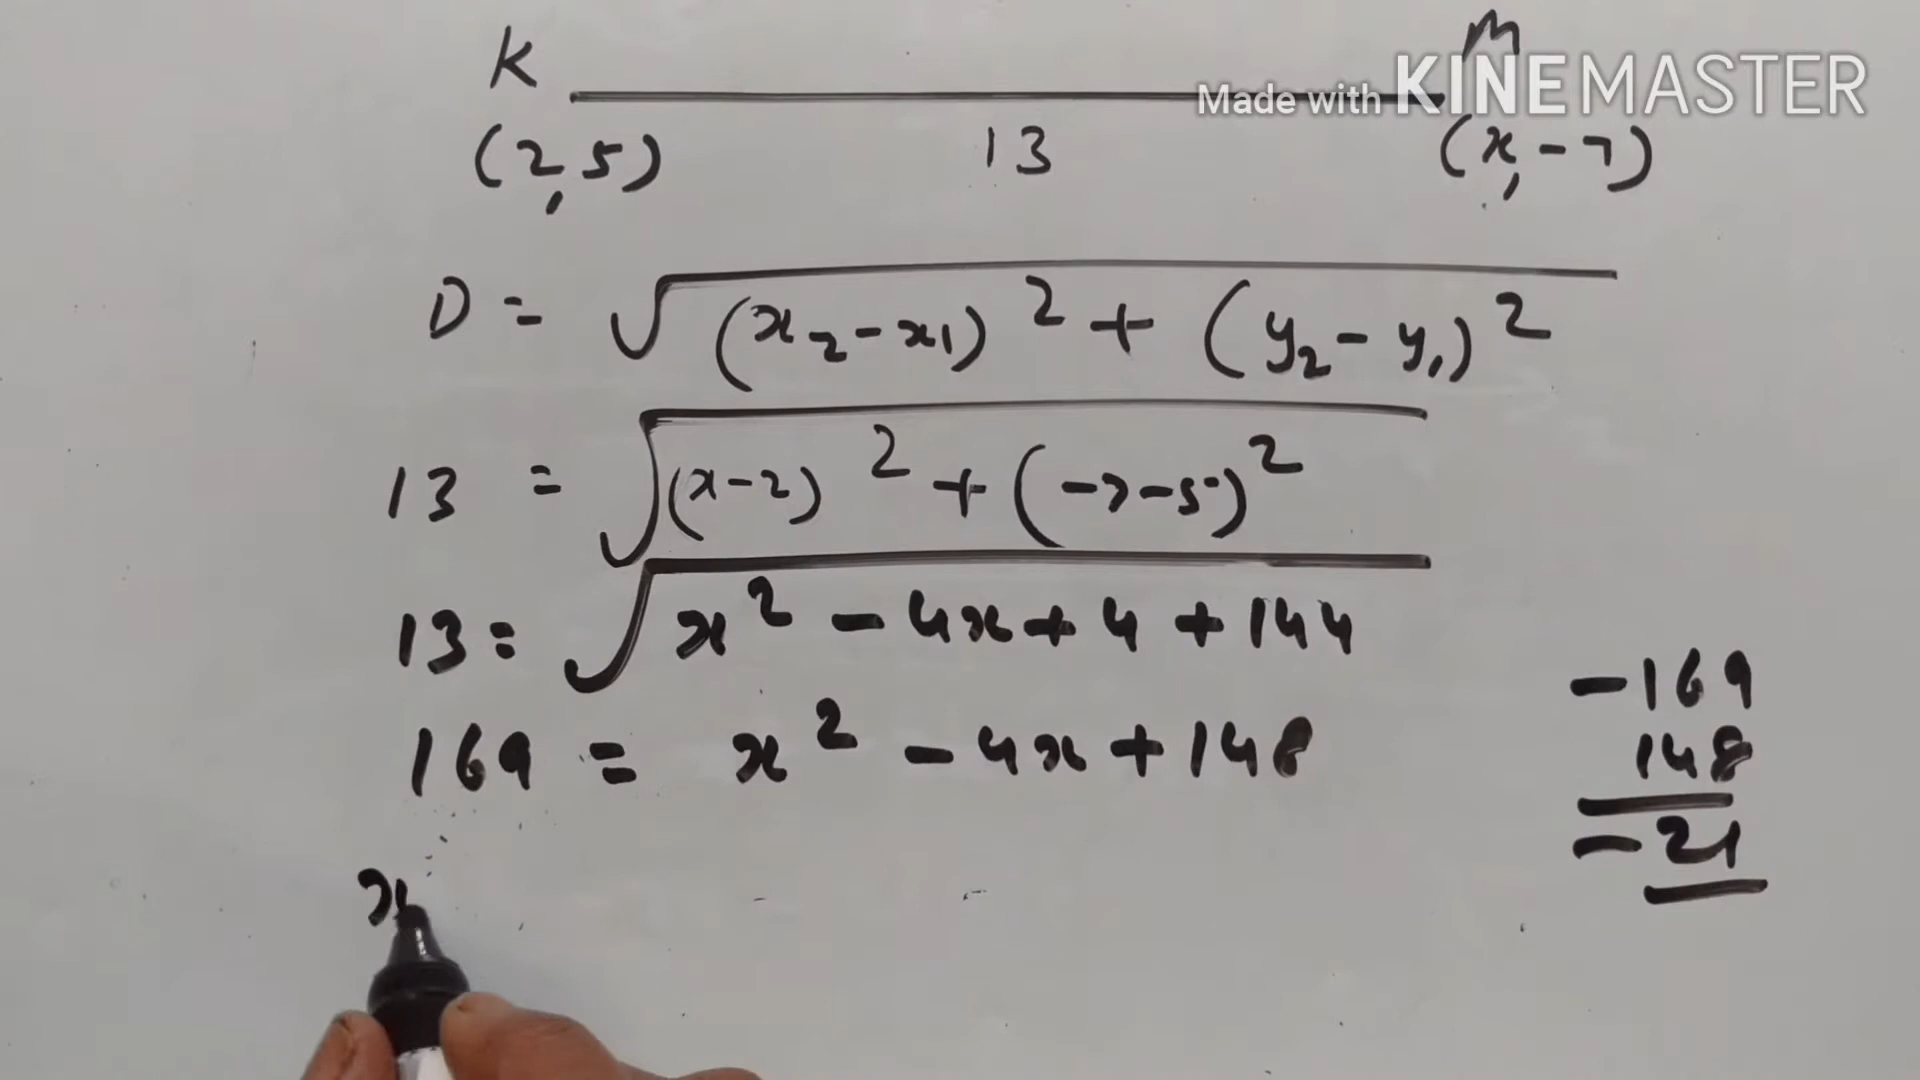 K M
Made with KINEMASTER
(2,5) 13 (x,-7)
D = √(x₂-x₁)² + (y₂-y₁)²
13 = √(x-2)² + (-7-5)²
13 = √x² - 4x + 4 + 144
169 = x² - 4x + 148
-169
148
-21
x